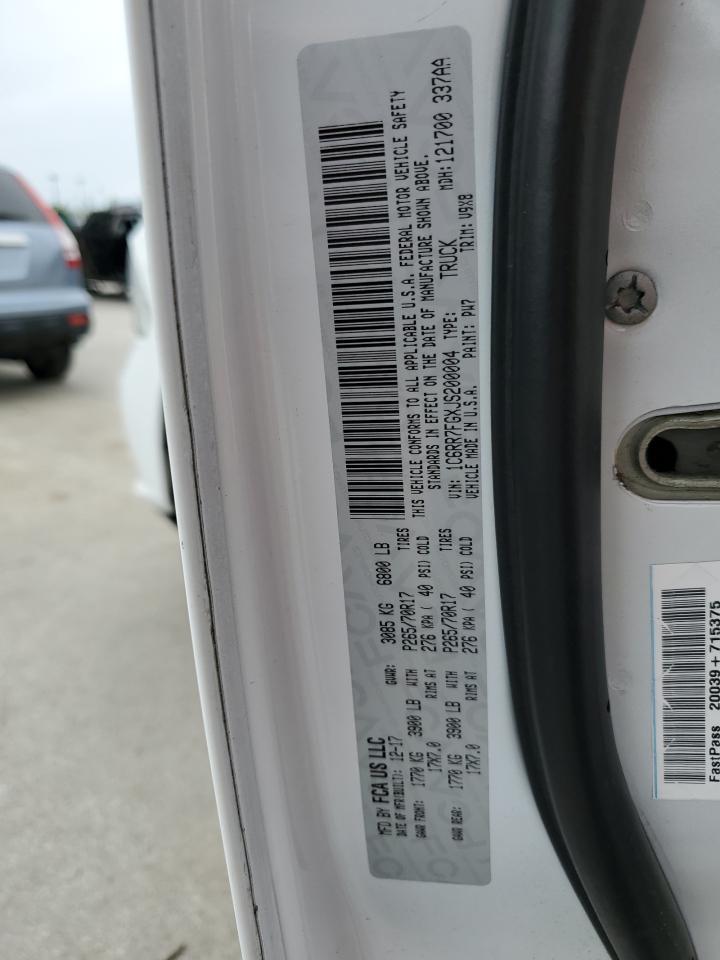 MFD BY FCA US LLC
DATE OF MFR(BUILT): 12-17 GVWR: 3085 KG 6800 LB
GAWR FRONT: 1770 KG 3900 LB WITH P265/70R17 TIRES
17X7.0 RIMS AT 276 KPA ( 40 PSI) COLD
GAWR REAR: 1770 KG 3900 LB WITH P265/70R17 TIRES
17X7.0 RIMS AT 276 KPA ( 40 PSI) COLD
THIS VEHICLE CONFORMS TO ALL APPLICABLE U.S.A. FEDERAL MOTOR VEHICLE SAFETY
STANDARDS IN EFFECT ON THE DATE OF MANUFACTURE SHOWN ABOVE.
VIN: 1C6RR7FGXJS200004 TYPE: TRUCK MDH: 121700 337AA
VEHICLE MADE IN U.S.A. PAINT: PW7 TRIM: V9X8
FastPass 20039 + 715375